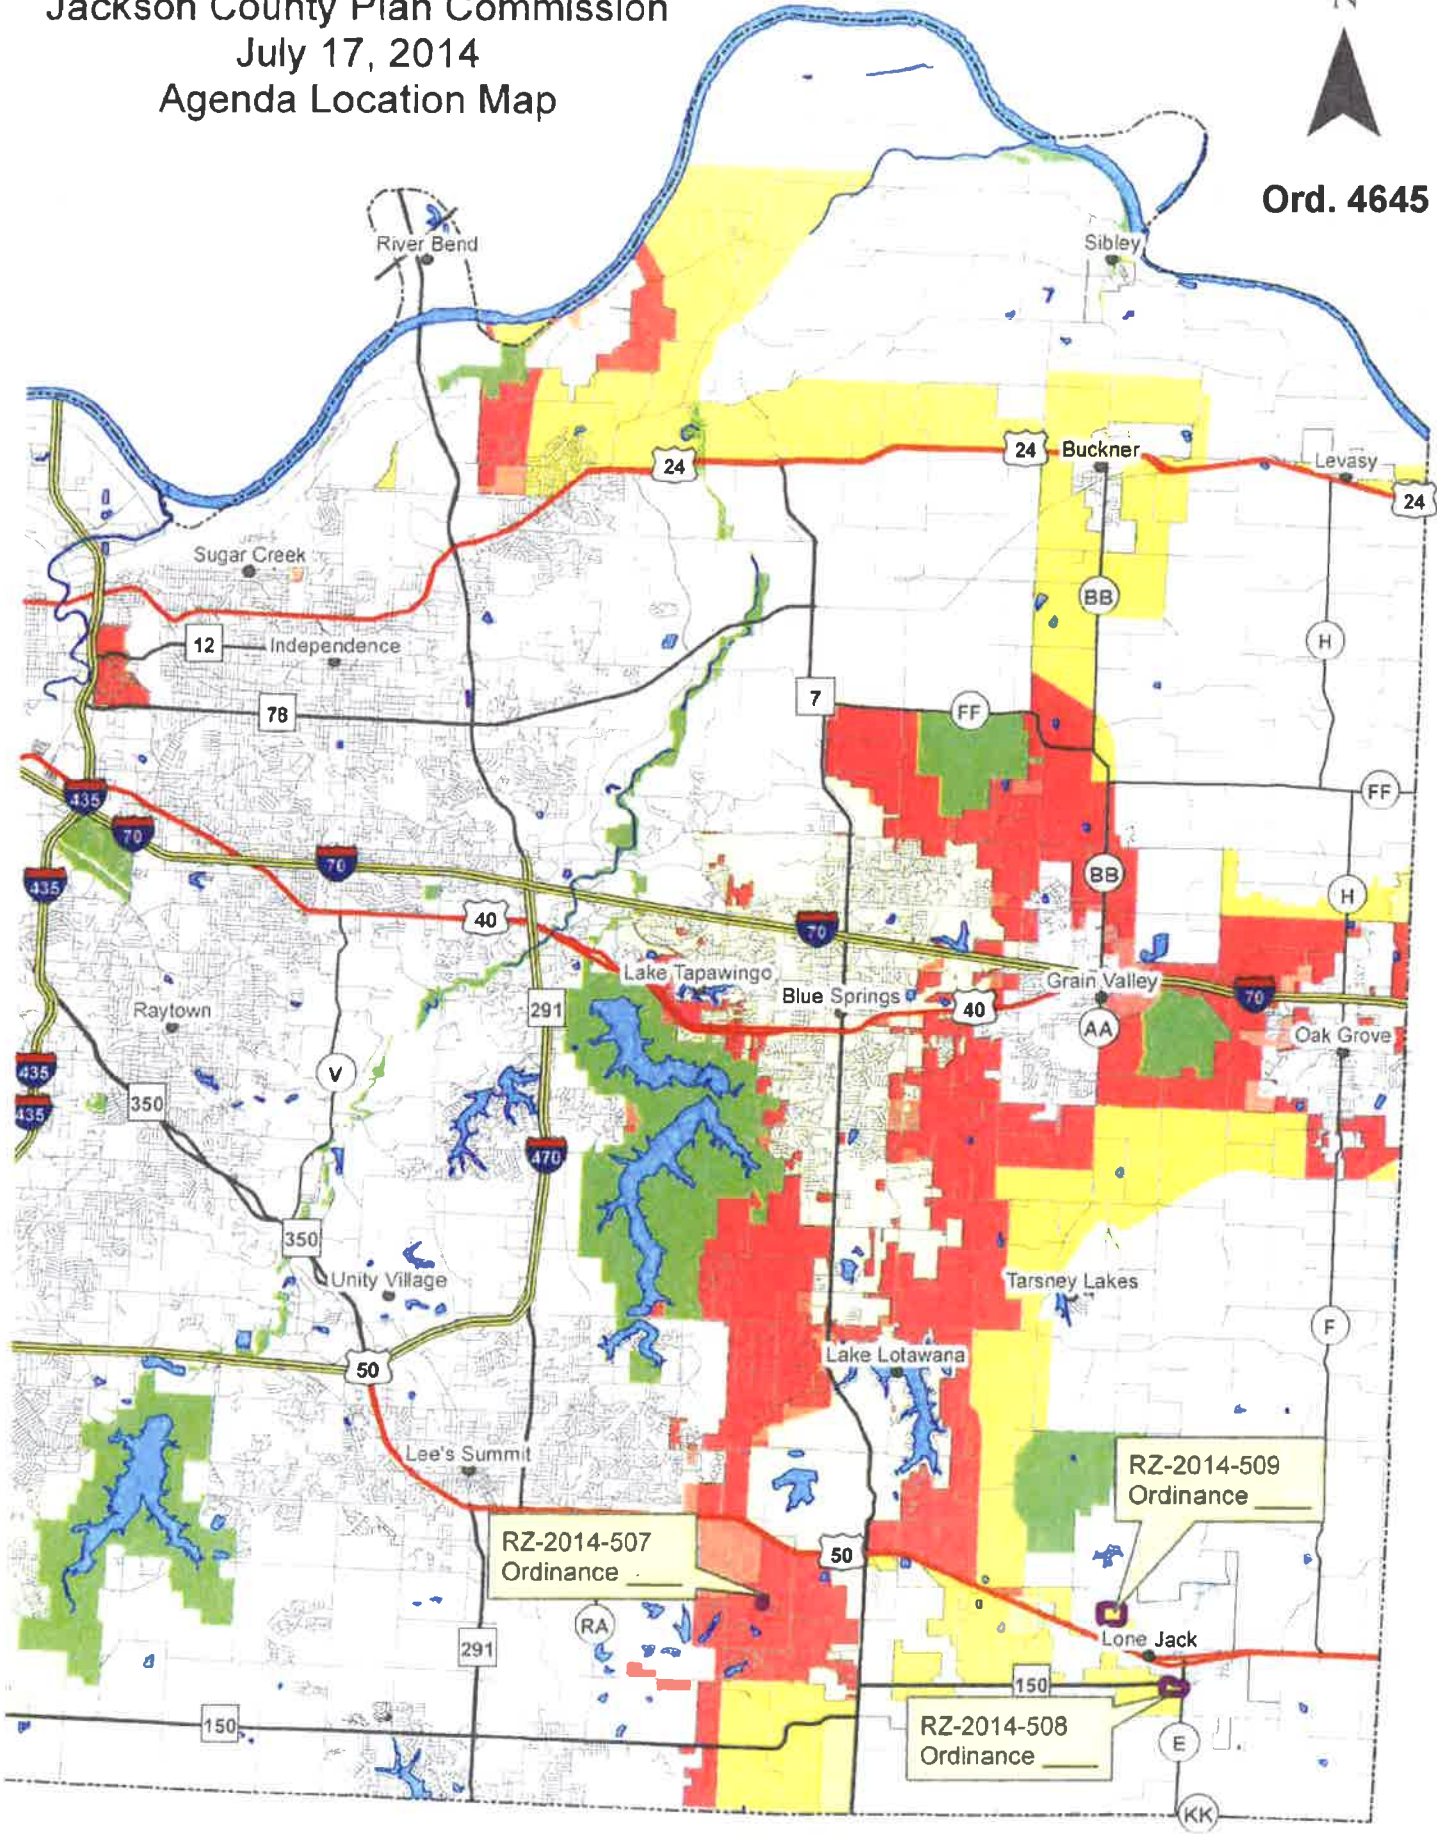 Jackson County Plan Commission
July 17, 2014
Agenda Location Map
N
Ord. 4645
River Bend
Sibley
24
24
Buckner
Levasy
24
Sugar Creek
BB
12
Independence
H
7
FF
78
435
70
FF
70
BB
435
H
40
70
Lake Tapawingo
Grain Valley
Blue Springs
70
291
40
Raytown
AA
Oak Grove
V
435
350
435
470
350
Unity Village
Tarsney Lakes
F
Lake Lotawana
50
Lee's Summit
RZ-2014-509
Ordinance ____
RZ-2014-507
Ordinance ____
50
RA
Lone Jack
291
150
150
RZ-2014-508
Ordinance ____
E
KK